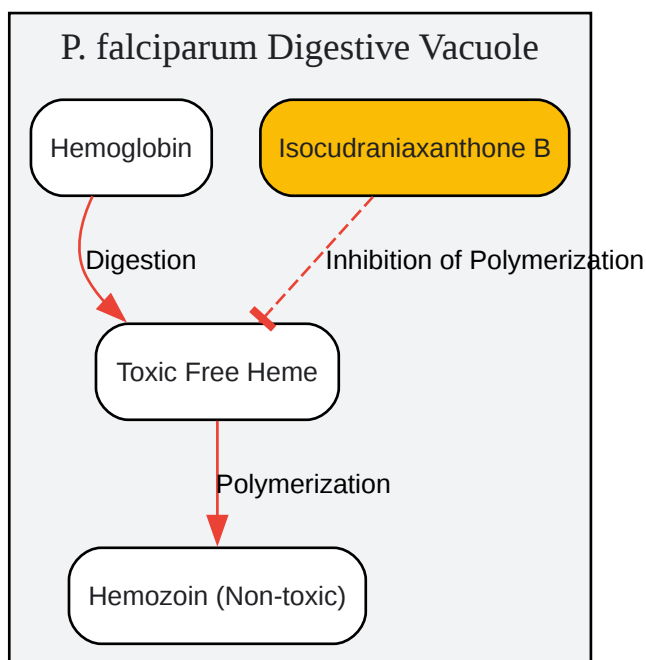 P. falciparum Digestive Vacuole
Hemoglobin
Isocudraniaxanthone B
Digestion
Inhibition of Polymerization
Toxic Free Heme
Polymerization
Hemozoin (Non-toxic)